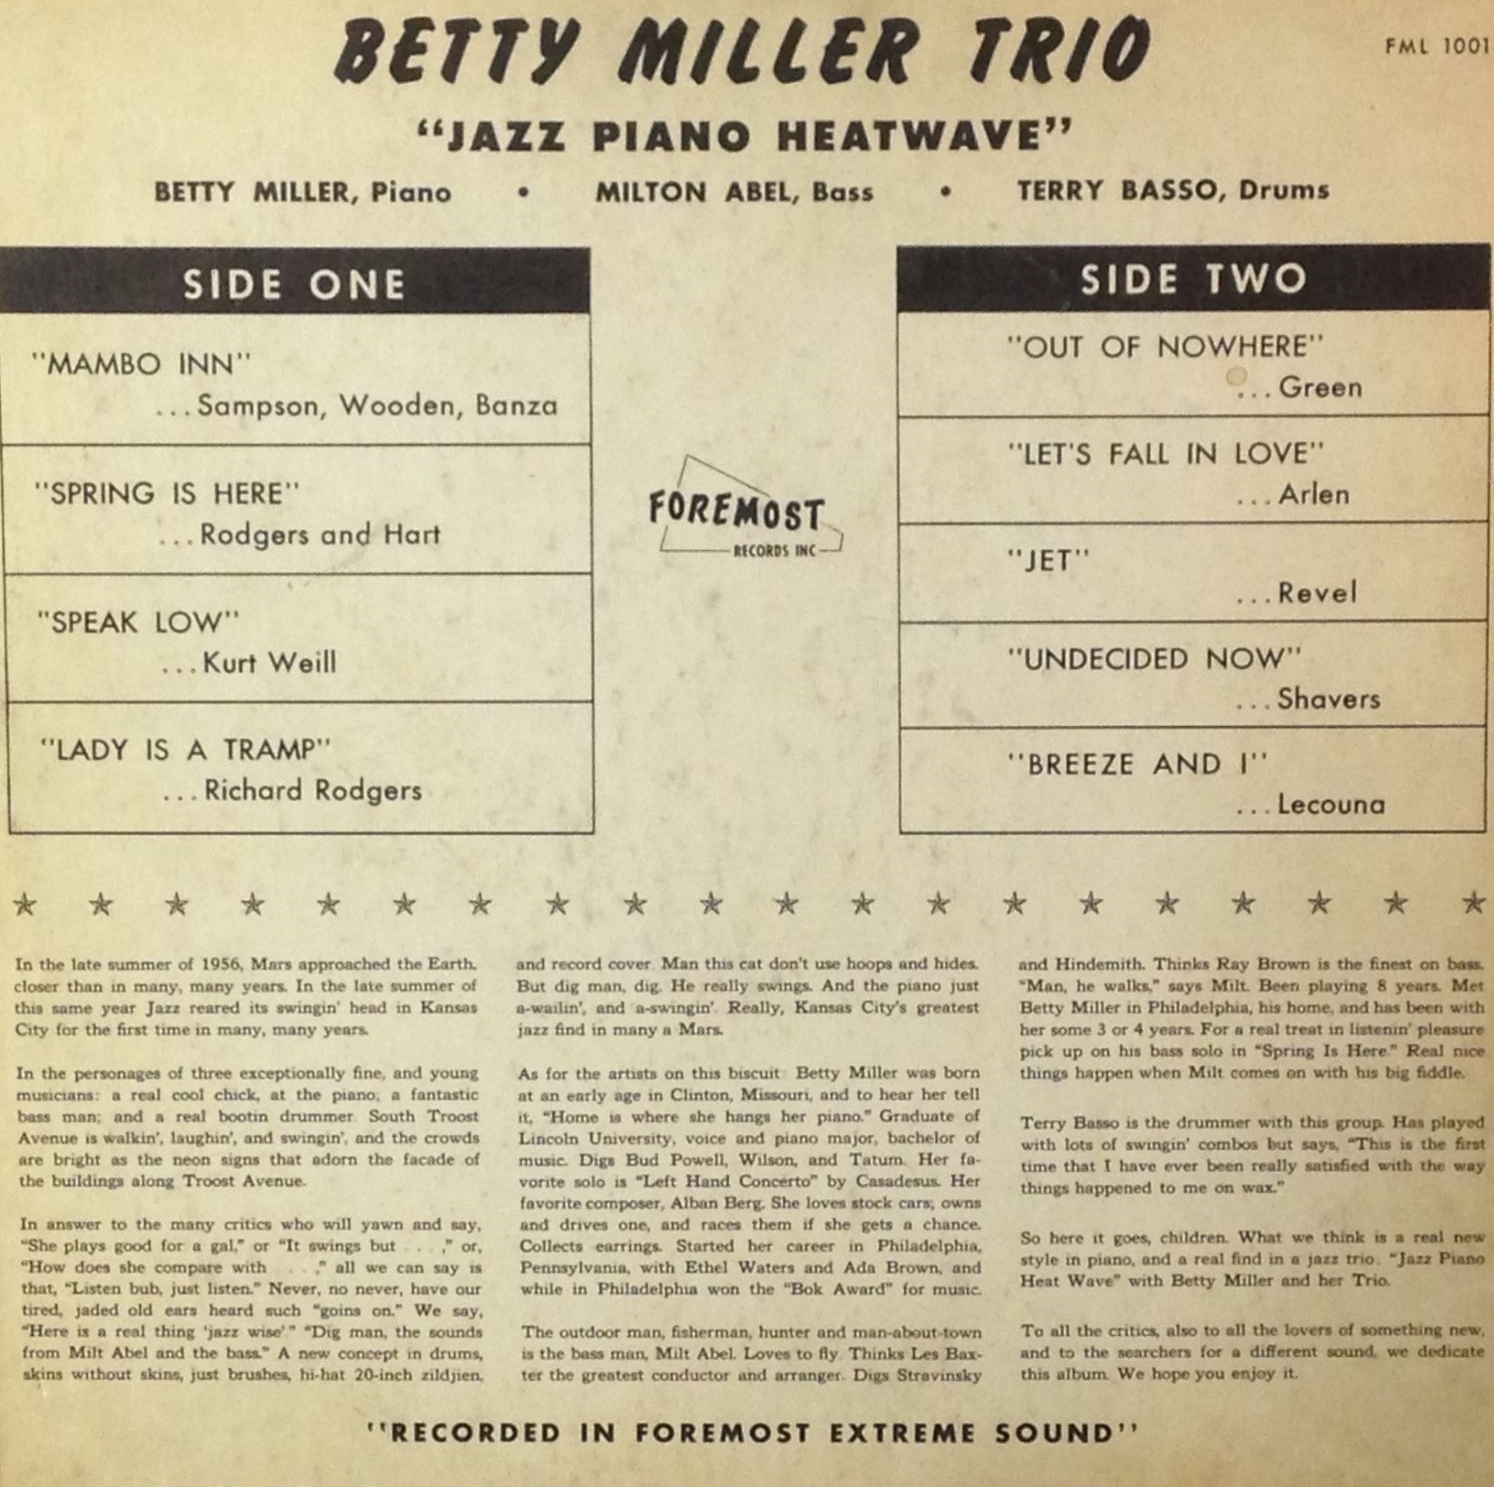 BETTY MILLER TRIO
FML 1001
"JAZZ PIANO HEATWAVE"
BETTY MILLER, Piano • MILTON ABEL, Bass • TERRY BASSO, Drums
SIDE ONE
"MAMBO INN"
...Sampson, Wooden, Banza
"SPRING IS HERE"
...Rodgers and Hart
"SPEAK LOW"
...Kurt Weill
"LADY IS A TRAMP"
...Richard Rodgers
FOREMOST
RECORDS INC
SIDE TWO
"OUT OF NOWHERE"
...Green
"LET'S FALL IN LOVE"
...Arlen
"JET"
...Revel
"UNDECIDED NOW"
...Shavers
"BREEZE AND I"
...Lecouna
In the late summer of 1956, Mars approached the Earth,
closer than in many, many years. In the late summer of
this same year Jazz reared its swingin' head in Kansas
City for the first time in many, many years.
In the personages of three exceptionally fine, and young
musicians: a real cool chick, at the piano; a fantastic
bass man; and a real bootin drummer. South Troost
Avenue is walkin', laughin', and swingin', and the crowds
are bright as the neon signs that adorn the facade of
the buildings along Troost Avenue.
In answer to the many critics who will yawn and say,
"She plays good for a gal," or "It swings but . . . ," or,
"How does she compare with . . . ," all we can say is
that, "Listen bub, just listen." Never, no never, have our
tired, jaded old ears heard such "goins on." We say,
"Here is a real thing 'jazz wise'" "Dig man, the sounds
from Milt Abel and the bass." A new concept in drums,
skins without skins, just brushes, hi-hat 20-inch zildjien,
and record cover. Man this cat don't use hoops and hides.
But dig man, dig. He really swings. And the piano just
a-wailin', and a-swingin'. Really, Kansas City's greatest
jazz find in many a Mars.
As for the artists on this biscuit: Betty Miller was born
at an early age in Clinton, Missouri, and to hear her tell
it, "Home is where she hangs her piano." Graduate of
Lincoln University, voice and piano major, bachelor of
music. Digs Bud Powell, Wilson, and Tatum. Her fa-
vorite solo is "Left Hand Concerto" by Casadesus. Her
favorite composer, Alban Berg. She loves stock cars; owns
and drives one, and races them if she gets a chance.
Collects earrings. Started her career in Philadelphia,
Pennsylvania, with Ethel Waters and Ada Brown, and
while in Philadelphia won the "Bok Award" for music.
The outdoor man, fisherman, hunter and man-about-town
is the bass man, Milt Abel. Loves to fly. Thinks Les Bax-
ter the greatest conductor and arranger. Digs Stravinsky
and Hindemith. Thinks Ray Brown is the finest on bass.
"Man, he walks," says Milt. Been playing 8 years. Met
Betty Miller in Philadelphia, his home, and has been with
her some 3 or 4 years. For a real treat in listenin' pleasure
pick up on his bass solo in "Spring Is Here." Real nice
things happen when Milt comes on with his big fiddle.
Terry Basso is the drummer with this group. Has played
with lots of swingin' combos but says, "This is the first
time that I have ever been really satisfied with the way
things happened to me on wax."
So here it goes, children. What we think is a real new
style in piano, and a real find in a jazz trio: "Jazz Piano
Heat Wave" with Betty Miller and her Trio.
To all the critics, also to all the lovers of something new,
and to the searchers for a different sound, we dedicate
this album. We hope you enjoy it.
"RECORDED IN FOREMOST EXTREME SOUND"